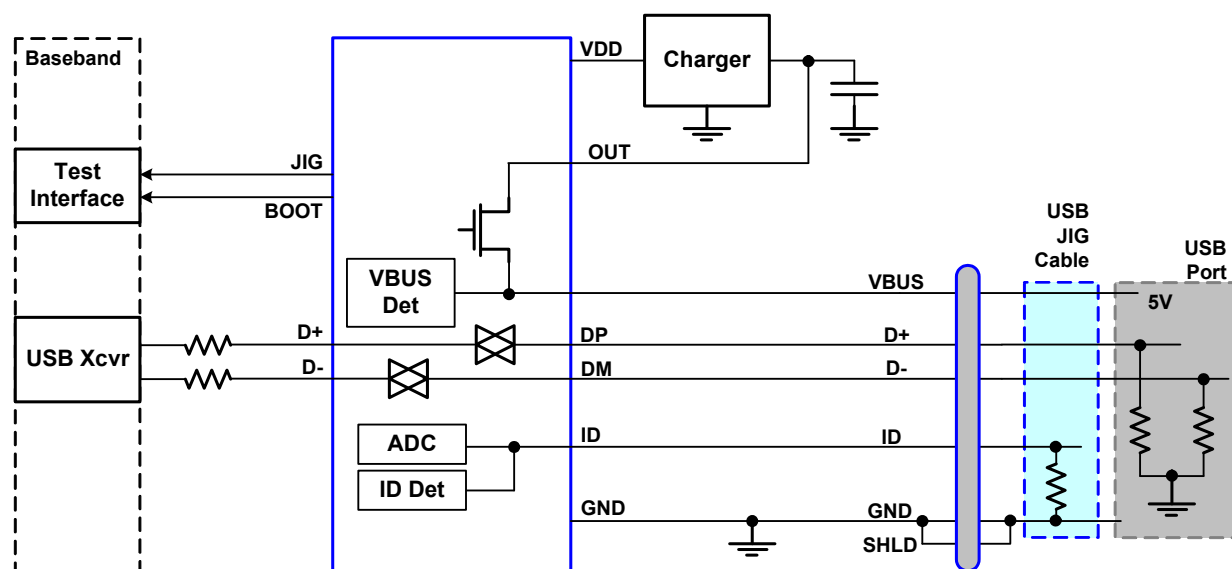 Baseband
VDD
Charger
OUT
Test
Interface
JIG
BOOT
USB
JIG
Cable
USB
Port
VBUS
Det
VBUS
5V
USB Xcvr
D+
DP
D+
D-
DM
D-
ADC
ID
ID
ID Det
GND
GND
SHLD